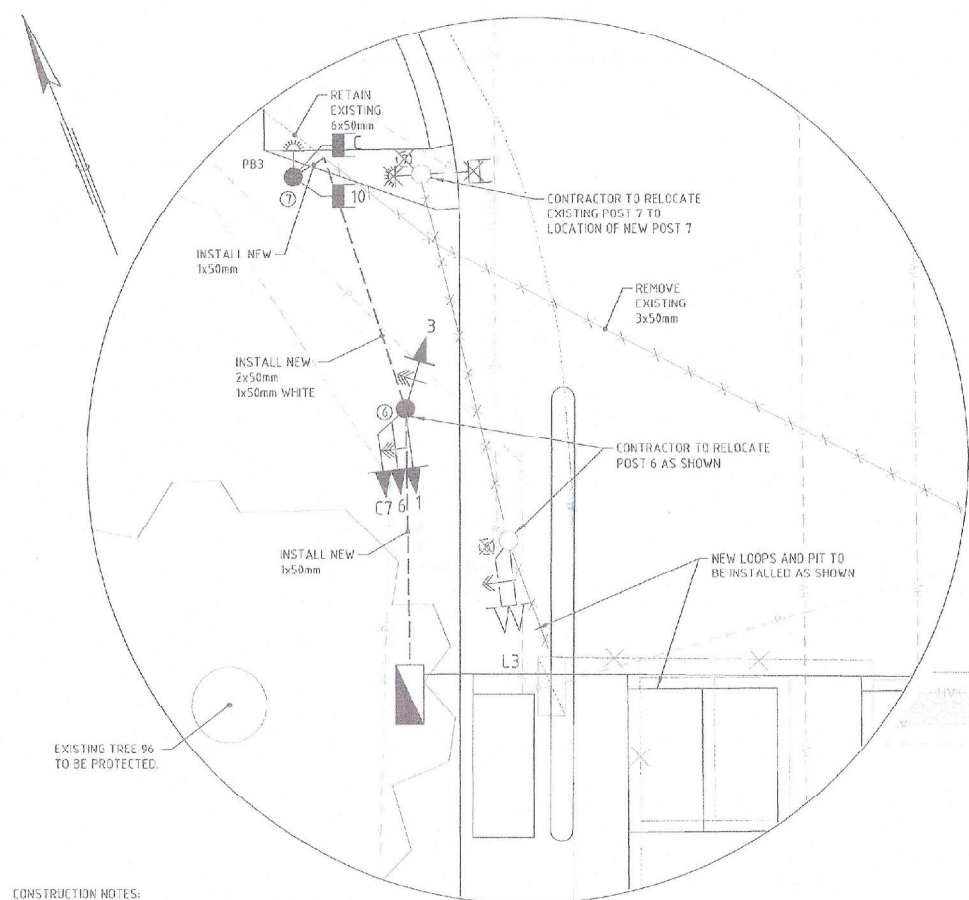 RETAIN
EXISTING
6x50mm
PB3
7
10
C
7
CONTRACTOR TO RELOCATE
EXISTING POST 7 TO
LOCATION OF NEW POST 7
INSTALL NEW
1x50mm
REMOVE
EXISTING
3x50mm
3
INSTALL NEW
2x50mm
1x50mm WHITE
6
CONTRACTOR TO RELOCATE
POST 6 AS SHOWN
C7 6 1
INSTALL NEW
1x50mm
NEW LOOPS AND PIT TO
BE INSTALLED AS SHOWN
L3
HV
V
EXISTING TREE 96
TO BE PROTECTED.
CONSTRUCTION NOTES: